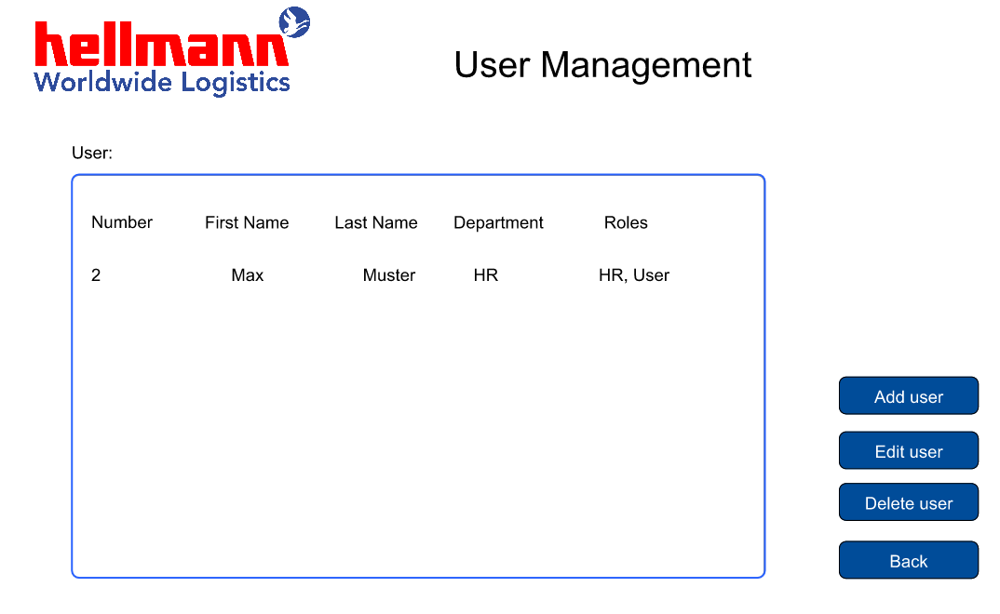 hellmann
Worldwide Logistics
User Management
User:
Number First Name Last Name Department Roles
2 Max Muster HR HR, User
Add user
Edit user
Delete user
Back